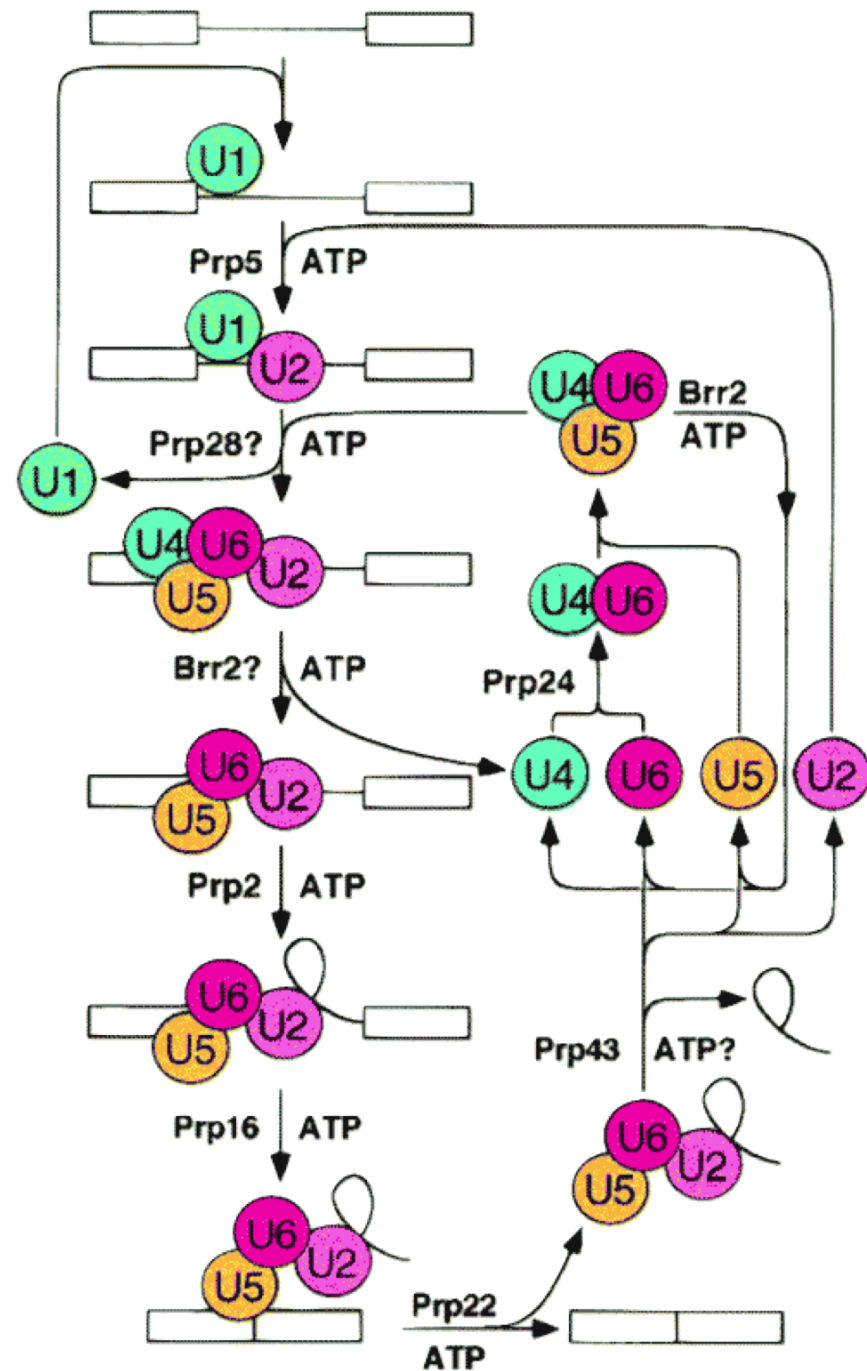 U1
Prp5 ATP
U1
U2
Prp28? ATP
U1
U4 U6
U5
Brr2
ATP
U4 U6 U2
U5
U4 U6
Brr2? ATP
Prp24
U6
U5 U2
U4 U6 U5 U2
Prp2 ATP
U6
U5 U2
Prp43 ATP?
Prp16 ATP
U6
U5 U2
U6
U5 U2
Prp22
ATP